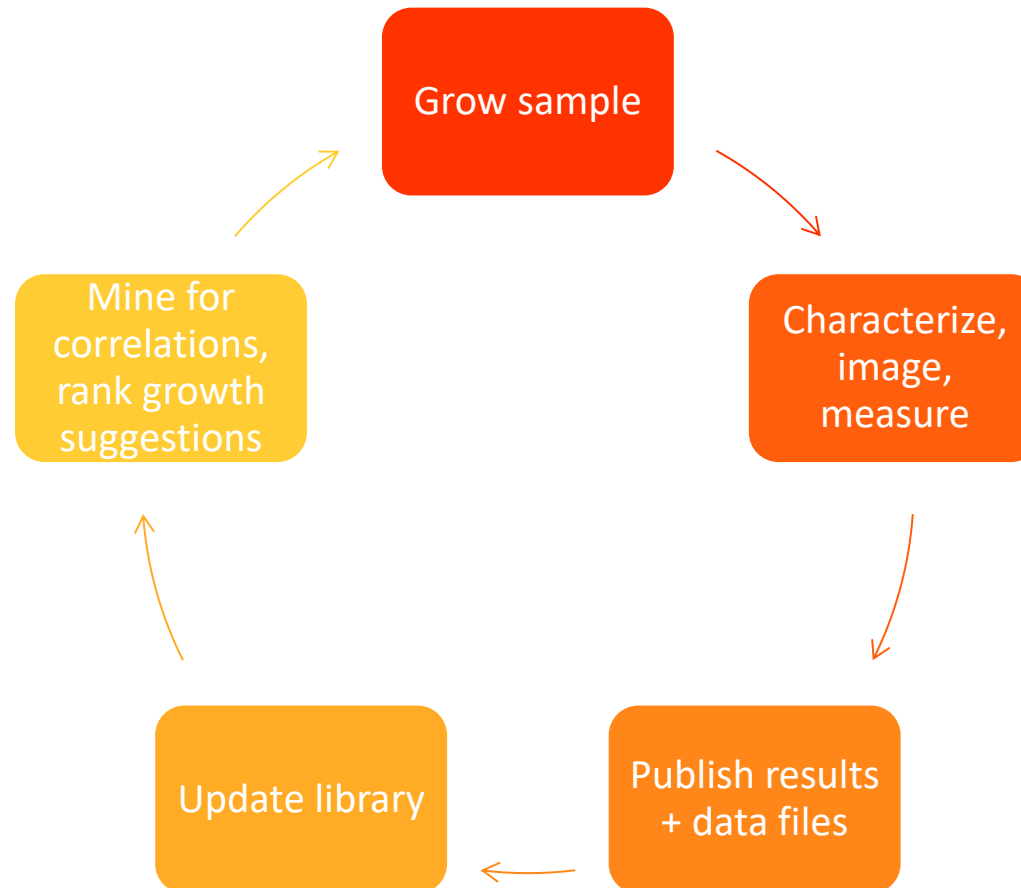 Grow sample
Characterize,
image,
measure
Publish results
+ data files
Update library
Mine for
correlations,
rank growth
suggestions